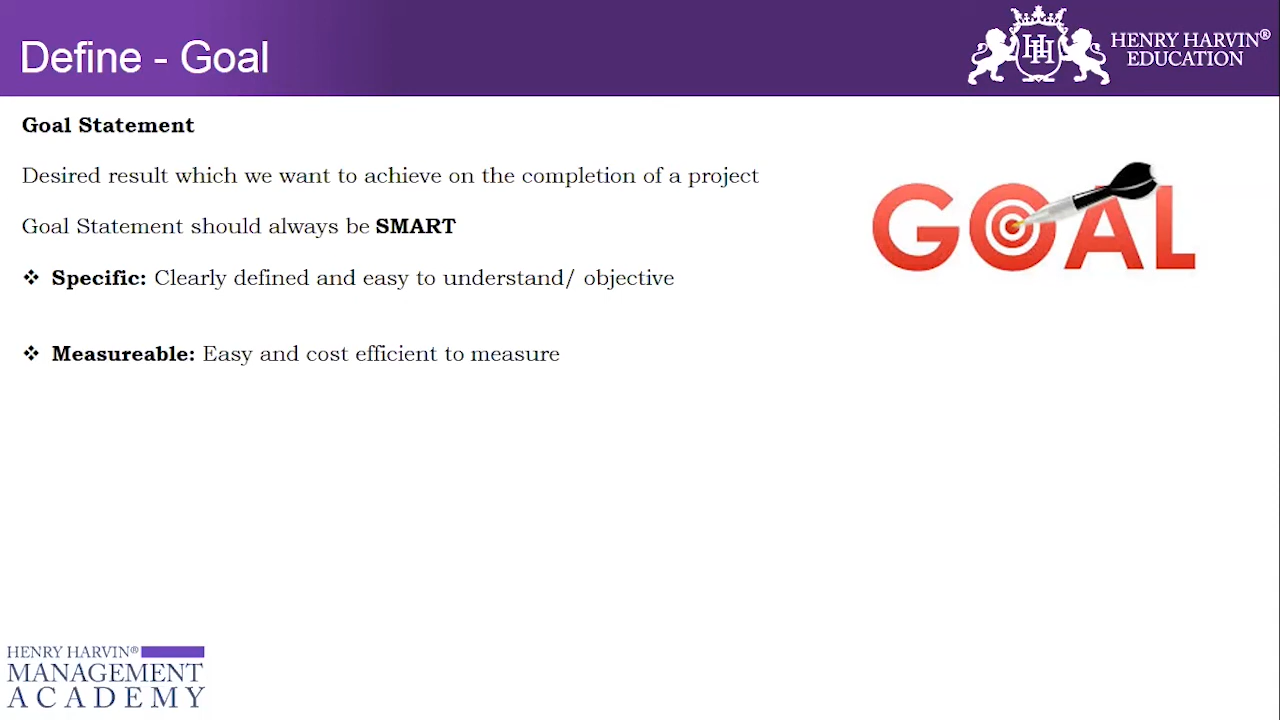 Define - Goal
HENRY HARVIN®
EDUCATION
Goal Statement
Desired result which we want to achieve on the completion of a project
Goal Statement should always be SMART
❖ Specific: Clearly defined and easy to understand/ objective
❖ Measureable: Easy and cost efficient to measure
GOAL
HENRY HARVIN®
MANAGEMENT
ACADEMY